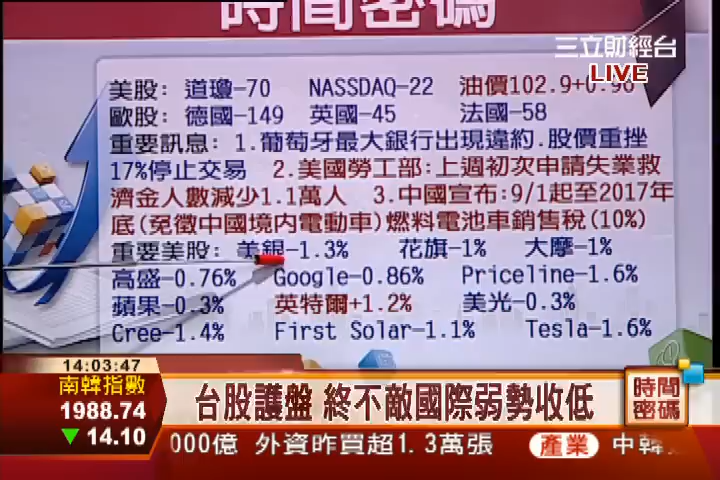 時間密碼
三立財經台
LIVE
美股: 道瓊-70 NASSDAQ-22 油價102.9+0.98
歐股: 德國-149 英國-45 法國-58
重要訊息: 1.葡萄牙最大銀行出現違約.股價重挫
17%停止交易 2.美國勞工部:上週初次申請失業救
濟金人數減少1.1萬人 3.中國宣布:9/1起至2017年
底(免徵中國境內電動車)燃料電池車銷售稅(10%)
重要美股: 美銀-1.3% 花旗-1% 大摩-1%
高盛-0.76% Google-0.86% Priceline-1.6%
蘋果-0.3% 英特爾+1.2% 美光-0.3%
Cree-1.4% First Solar-1.1% Tesla-1.6%
14:03:47
南韓指數
1988.74
▼14.10
台股護盤 終不敵國際弱勢收低
時間
密碼
000億 外資昨買超1.3萬張 產業 中韓